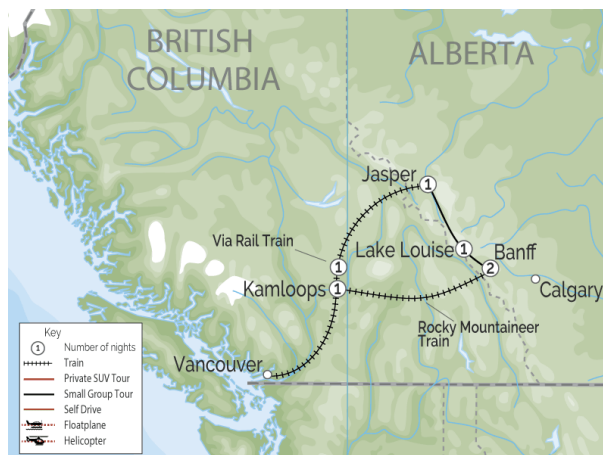 BRITISH
COLUMBIA
ALBERTA
Jasper
1
Via Rail Train
1
Lake Louise
1
Banff
2
Kamloops
1
Calgary
Rocky Mountaineer
Train
Vancouver
Key
1 Number of nights
Train
Private SUV Tour
Small Group Tour
Self Drive
Floatplane
Helicopter